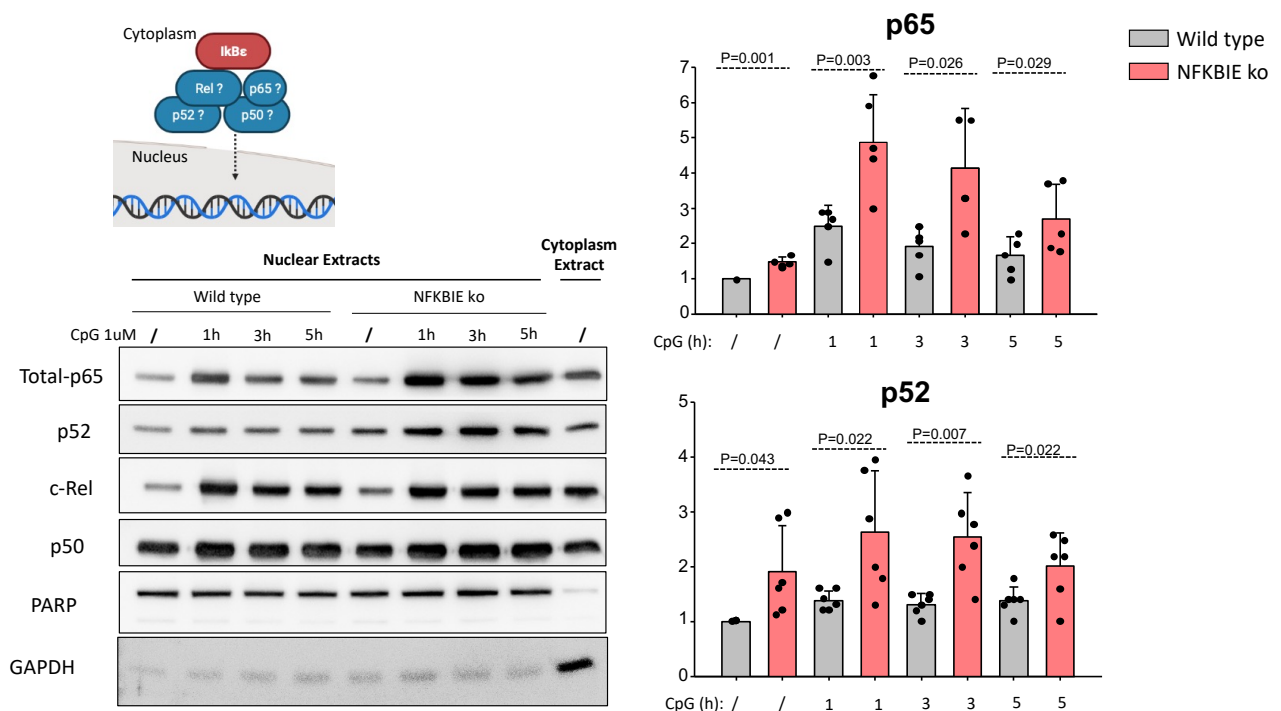 Cytoplasm
IkBε
Rel ?
p65 ?
p52 ?
p50 ?
Nucleus
Nuclear Extracts
Cytoplasm
Extract
Wild type
NFKBIE ko
CpG 1uM / 1h 3h 5h / 1h 3h 5h /
Total-p65
p52
c-Rel
p50
PARP
GAPDH
p65
Wild type
NFKBIE ko
P=0.001 P=0.003 P=0.026 P=0.029
7
6
5
4
3
2
1
0
CpG (h): / / 1 1 3 3 5 5
p52
P=0.043 P=0.022 P=0.007 P=0.022
5
4
3
2
1
0
CpG (h): / / 1 1 3 3 5 5